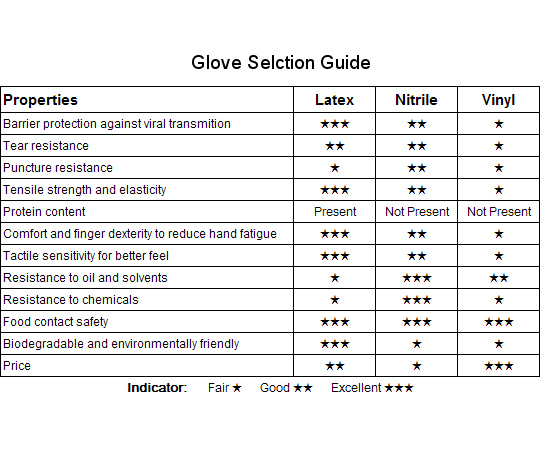 Glove Selction Guide
Properties Latex Nitrile Vinyl
Barrier protection against viral transmition ★★★ ★★ ★
Tear resistance ★★ ★★ ★
Puncture resistance ★ ★★ ★
Tensile strength and elasticity ★★★ ★★ ★
Protein content Present Not Present Not Present
Comfort and finger dexterity to reduce hand fatigue ★★★ ★★ ★
Tactile sensitivity for better feel ★★★ ★★ ★
Resistance to oil and solvents ★ ★★★ ★★
Resistance to chemicals ★ ★★★ ★
Food contact safety ★★★ ★★★ ★★★
Biodegradable and environmentally friendly ★★★ ★ ★
Price ★★ ★ ★★★
Indicator: Fair ★ Good ★★ Excellent ★★★